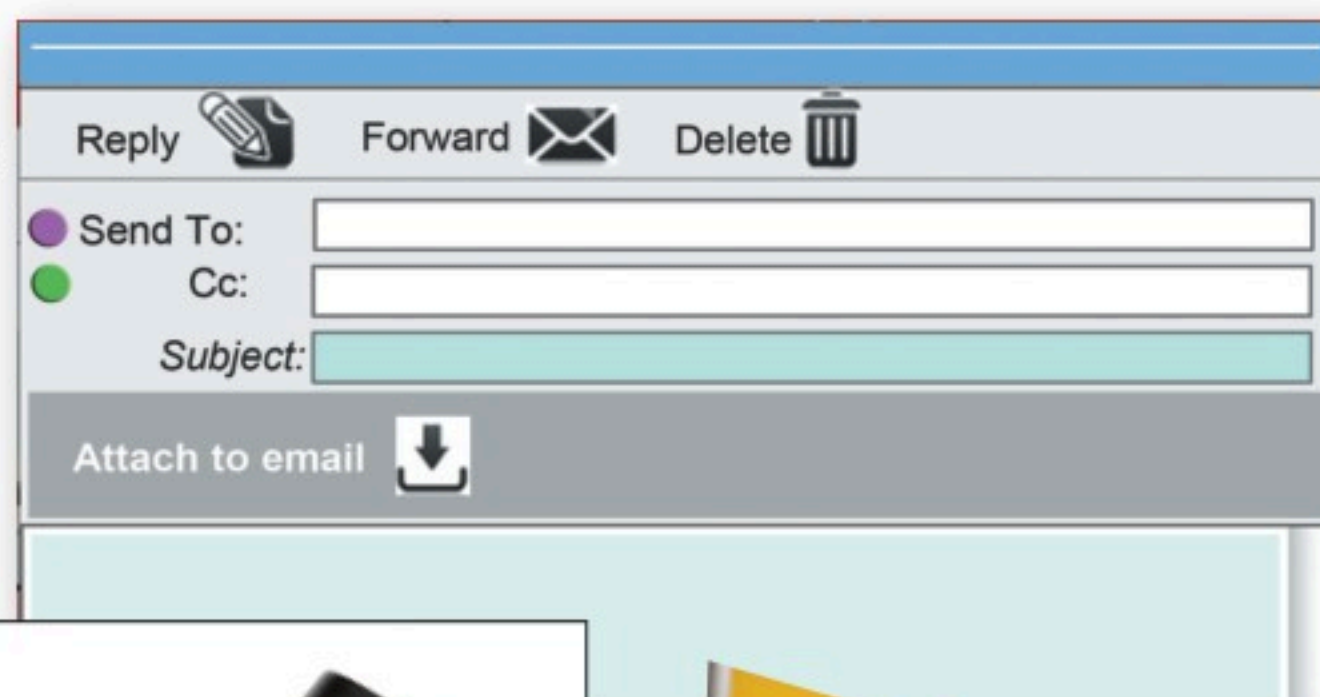 Reply Forward Delete
Send To:
Cc:
Subject:
Attach to email